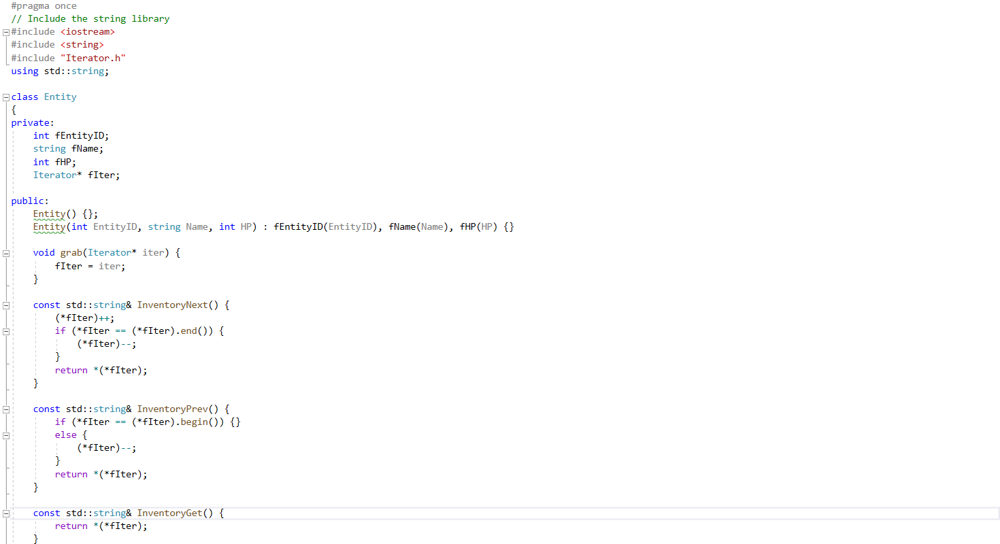 #pragma once
// Include the string library
#include <iostream>
#include <string>
#include "Iterator.h"
using std::string;

class Entity
{
private:
    int fEntityID;
    string fName;
    int fHP;
    Iterator* fIter;

public:
    Entity() {};
    Entity(int EntityID, string Name, int HP) : fEntityID(EntityID), fName(Name), fHP(HP) {}

    void grab(Iterator* iter) {
        fIter = iter;
    }

    const std::string& InventoryNext() {
        (*fIter)++;
        if (*fIter == (*fIter).end()) {
            (*fIter)--;
        }
        return *(*fIter);
    }

    const std::string& InventoryPrev() {
        if (*fIter == (*fIter).begin()) {}
        else {
            (*fIter)--;
        }
        return *(*fIter);
    }

    const std::string& InventoryGet() {
        return *(*fIter);
    }